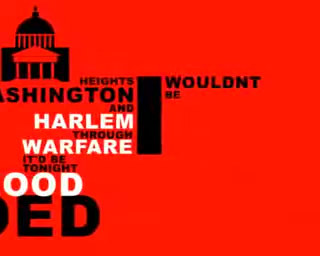 HEIGHTS
ASHINGTON
AND
HARLEM
THROUGH
WARFARE
IT'D BE
TONIGHT
OOD
DED
I
WOULDNT
BE